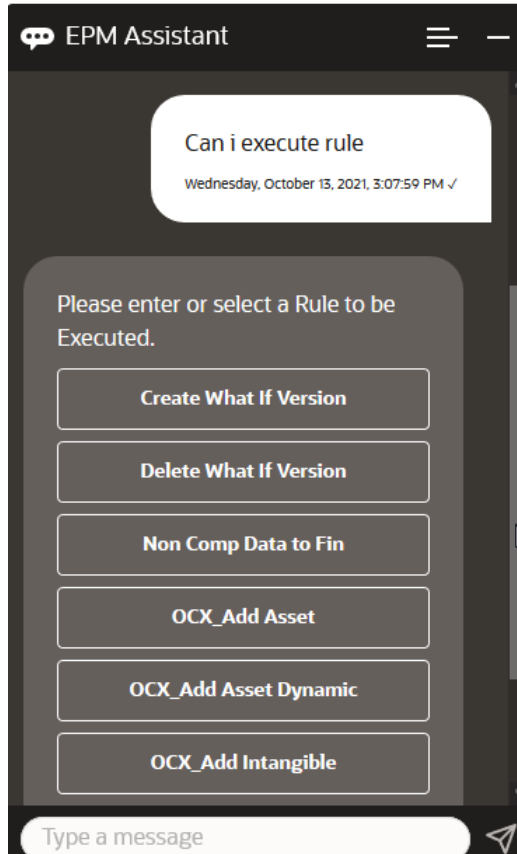 EPM Assistant
Can i execute rule
Wednesday, October 13, 2021, 3:07:59 PM ✓
Please enter or select a Rule to be
Executed.
Create What If Version
Delete What If Version
Non Comp Data to Fin
OCX_Add Asset
OCX_Add Asset Dynamic
OCX_Add Intangible
Type a message